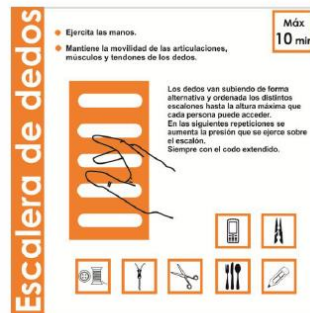 Escalera de dedos
Ejercita las manos.
Mantiene la movilidad de las articulaciones,
músculos y tendones de los dedos.
Máx
10 min
Los dedos van subiendo de forma
alternativa y ordenada los distintos
escalones hasta la altura máxima que
cada persona puede acceder.
En las siguientes repeticiones se
aumenta la presión que se ejerce sobre
el escalón.
Siempre con el codo extendido.